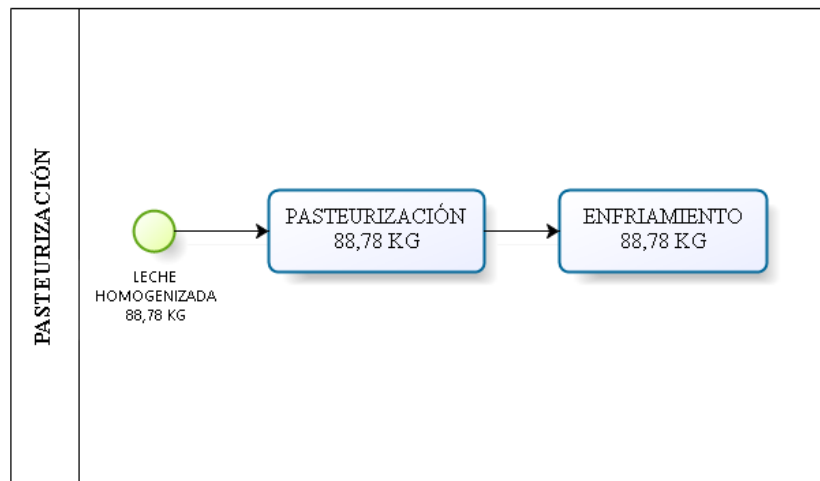 PASTEURIZACIÓN
LECHE
HOMOGENIZADA
88,78 KG
PASTEURIZACIÓN
88,78 KG
ENFRIAMIENTO
88,78 KG